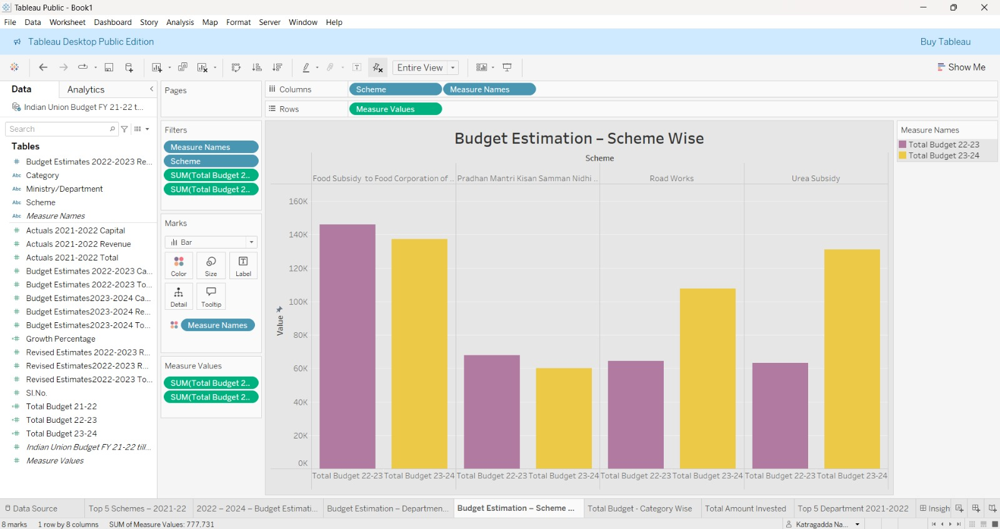 Tableau Public - Book1
File Data Worksheet Dashboard Story Analysis Map Format Server Window Help
Tableau Desktop Public Edition
Buy Tableau
Entire View
Show Me
Data
Analytics
Indian Union Budget FY 21-22 t...
Search
Tables
# Budget Estimates 2022-2023 Re...
Abc Category
Abc Ministry/Department
Abc Scheme
Abc Measure Names
# Actuals 2021-2022 Capital
# Actuals 2021-2022 Revenue
# Actuals 2021-2022 Total
# Budget Estimates 2022-2023 Ca...
# Budget Estimates 2022-2023 To...
# Budget Estimates2023-2024 Ca...
# Budget Estimates2023-2024 Re...
# Budget Estimates2023-2024 To...
=# Growth Percentage
# Revised Estimates 2022-2023 R...
# Revised Estimates2022-2023 R...
# Revised Estimates2022-2023 To...
# Sl.No.
=# Total Budget 21-22
=# Total Budget 22-23
=# Total Budget 23-24
# Indian Union Budget FY 21-22 till...
# Measure Values
Pages
Filters
Measure Names
Scheme
SUM(Total Budget 2..
SUM(Total Budget 2..
Marks
Bar
Color
Size
Label
Detail
Tooltip
Measure Names
Measure Values
SUM(Total Budget 2..
SUM(Total Budget 2..
Columns
Scheme
Measure Names
Rows
Measure Values
Budget Estimation – Scheme Wise
Scheme
Food Subsidy to Food Corporation of ..
Pradhan Mantri Kisan Samman Nidhi ..
Road Works
Urea Subsidy
160K
140K
120K
100K
80K
60K
40K
20K
0K
Value
Total Budget 22-23
Total Budget 23-24
Total Budget 22-23
Total Budget 23-24
Total Budget 22-23
Total Budget 23-24
Total Budget 22-23
Total Budget 23-24
Measure Names
Total Budget 22-23
Total Budget 23-24
Data Source
Top 5 Schemes – 2021-22
2022 – 2024 – Budget Estimati...
Budget Estimation – Departmen...
Budget Estimation – Scheme ...
Total Budget - Category Wise
Total Amount Invested
Top 5 Department 2021-2022
Insigh
8 marks
1 row by 8 columns
SUM of Measure Values: 777,731
Katragadda Na...